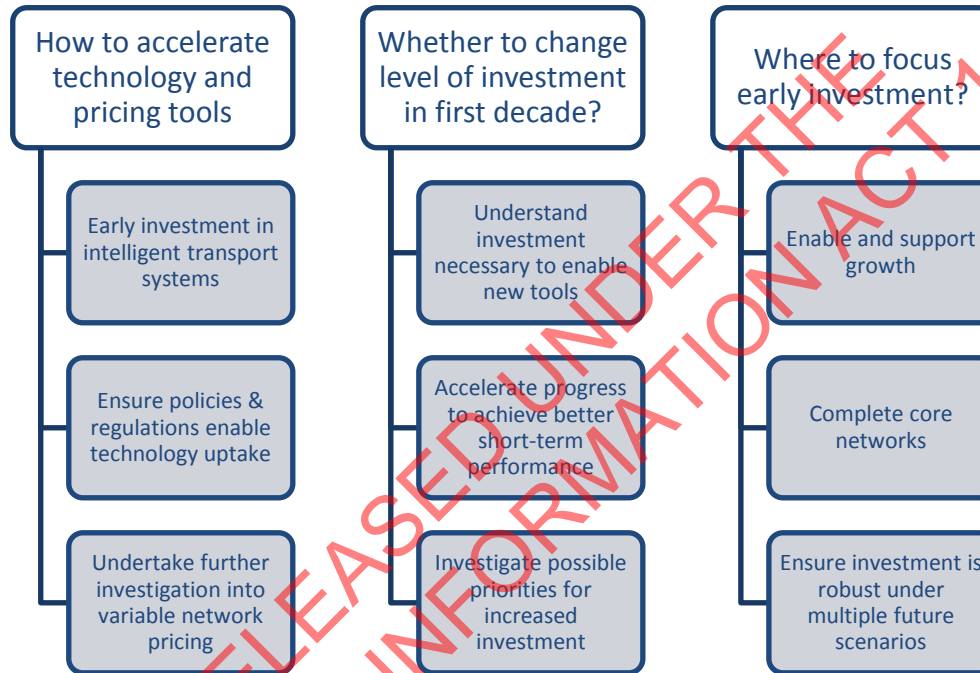 How to accelerate
technology and
pricing tools
Early investment in
intelligent transport
systems
Ensure policies &
regulations enable
technology uptake
Undertake further
investigation into
variable network
pricing
Whether to change
level of investment
in first decade?
Understand
investment
necessary to enable
new tools
Accelerate progress
to achieve better
short-term
performance
Investigate possible
priorities for
increased
investment
Where to focus
early investment?
Enable and support
growth
Complete core
networks
Ensure investment is
robust under
multiple future
scenarios
UNDER THE
INFORMATION ACT